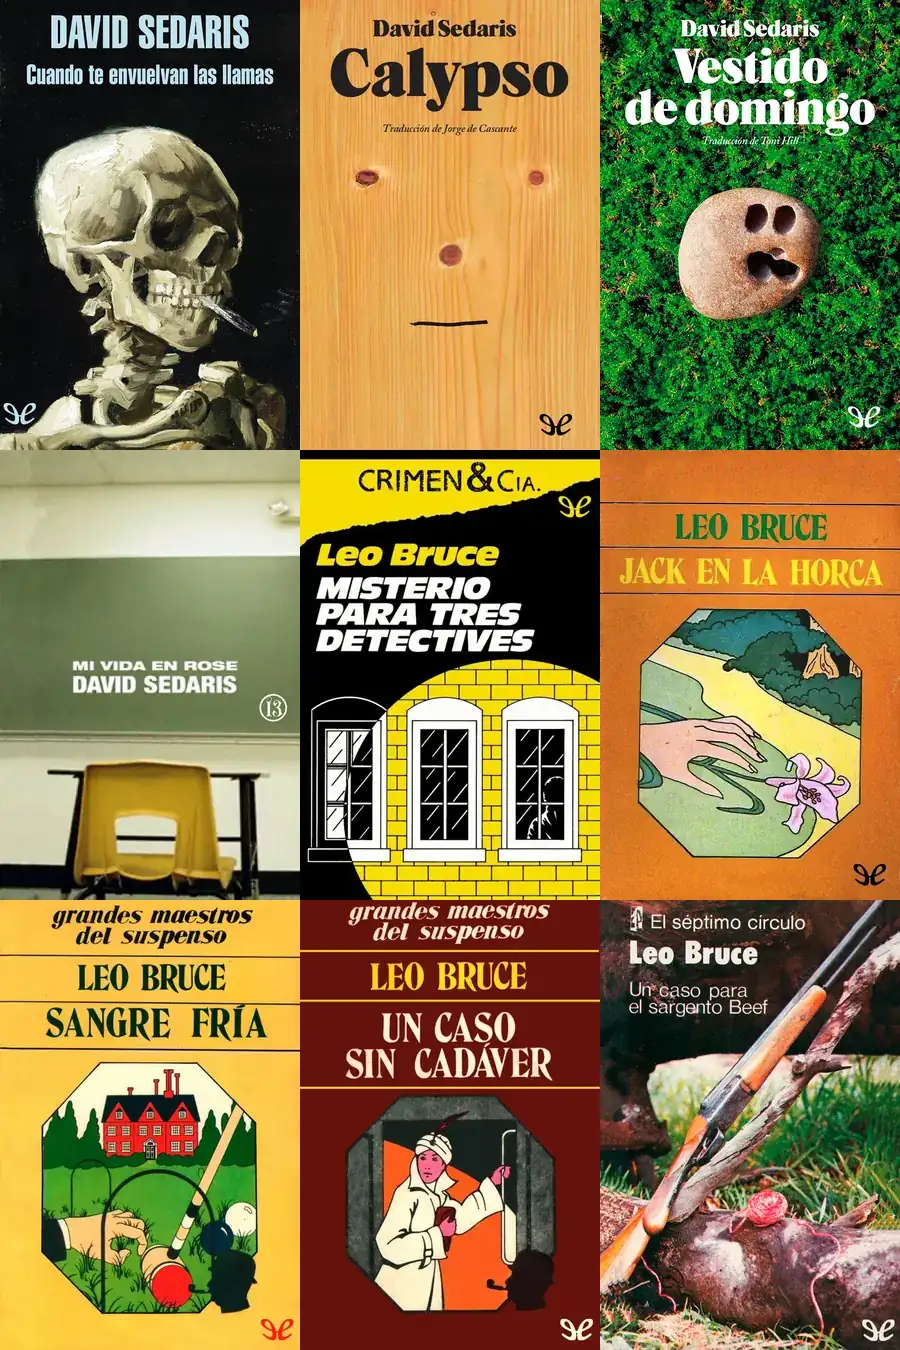 DAVID SEDARIS
Cuando te envuelvan las llamas
David Sedaris
Calypso
Traducción de Jorge de Cascante
David Sedaris
Vestido
de domingo
Traducción de Toni Hill
MI VIDA EN ROSE
DAVID SEDARIS
13
CRIMEN & CIA.
Leo Bruce
MISTERIO
PARA TRES
DETECTIVES
LEO BRUCE
JACK EN LA HORCA
grandes maestros
del suspenso
LEO BRUCE
SANGRE FRÍA
grandes maestros
del suspenso
LEO BRUCE
UN CASO
SIN CADÁVER
El séptimo círculo
Leo Bruce
Un caso para
el sargento Beef